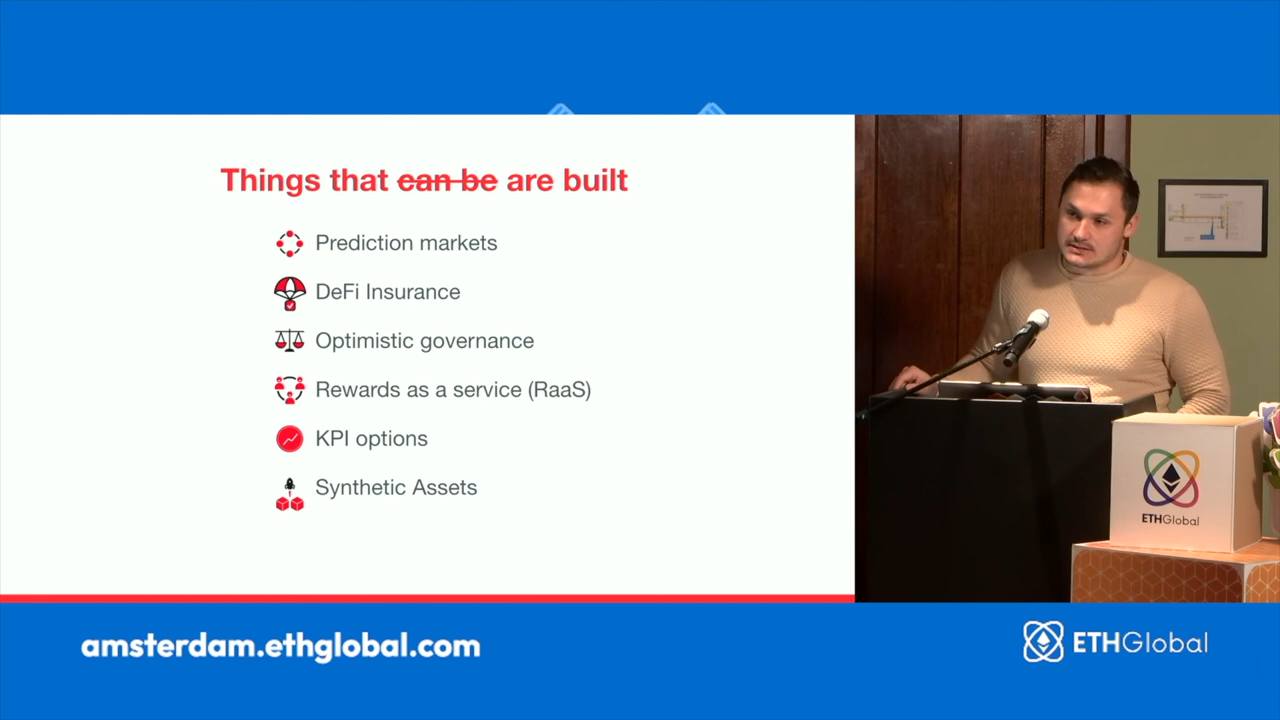 Things that can be are built
Prediction markets
DeFi Insurance
Optimistic governance
Rewards as a service (RaaS)
KPI options
Synthetic Assets
ETHGlobal
amsterdam.ethglobal.com
ETHGlobal